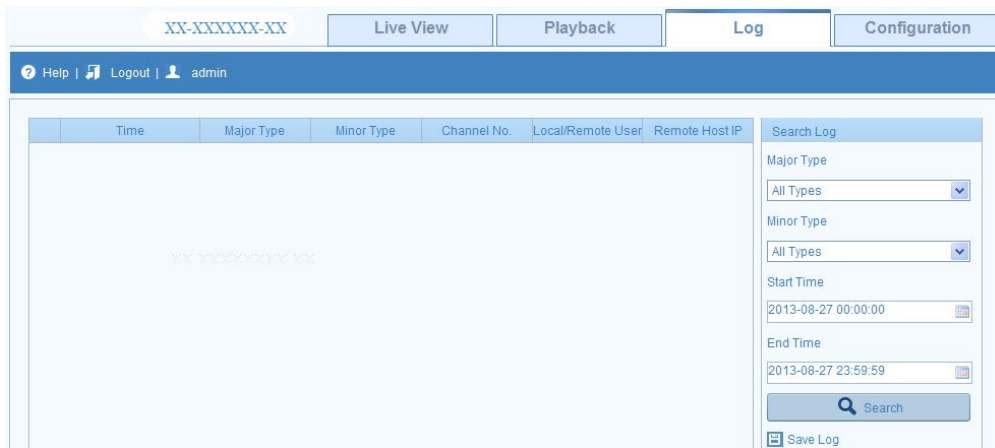 XX-XXXXXX-XX Live View Playback Log Configuration
Help | Logout | admin
Time Major Type Minor Type Channel No. Local/Remote User Remote Host IP
Search Log
Major Type
All Types
Minor Type
All Types
Start Time
2013-08-27 00:00:00
End Time
2013-08-27 23:59:59
Search
Save Log